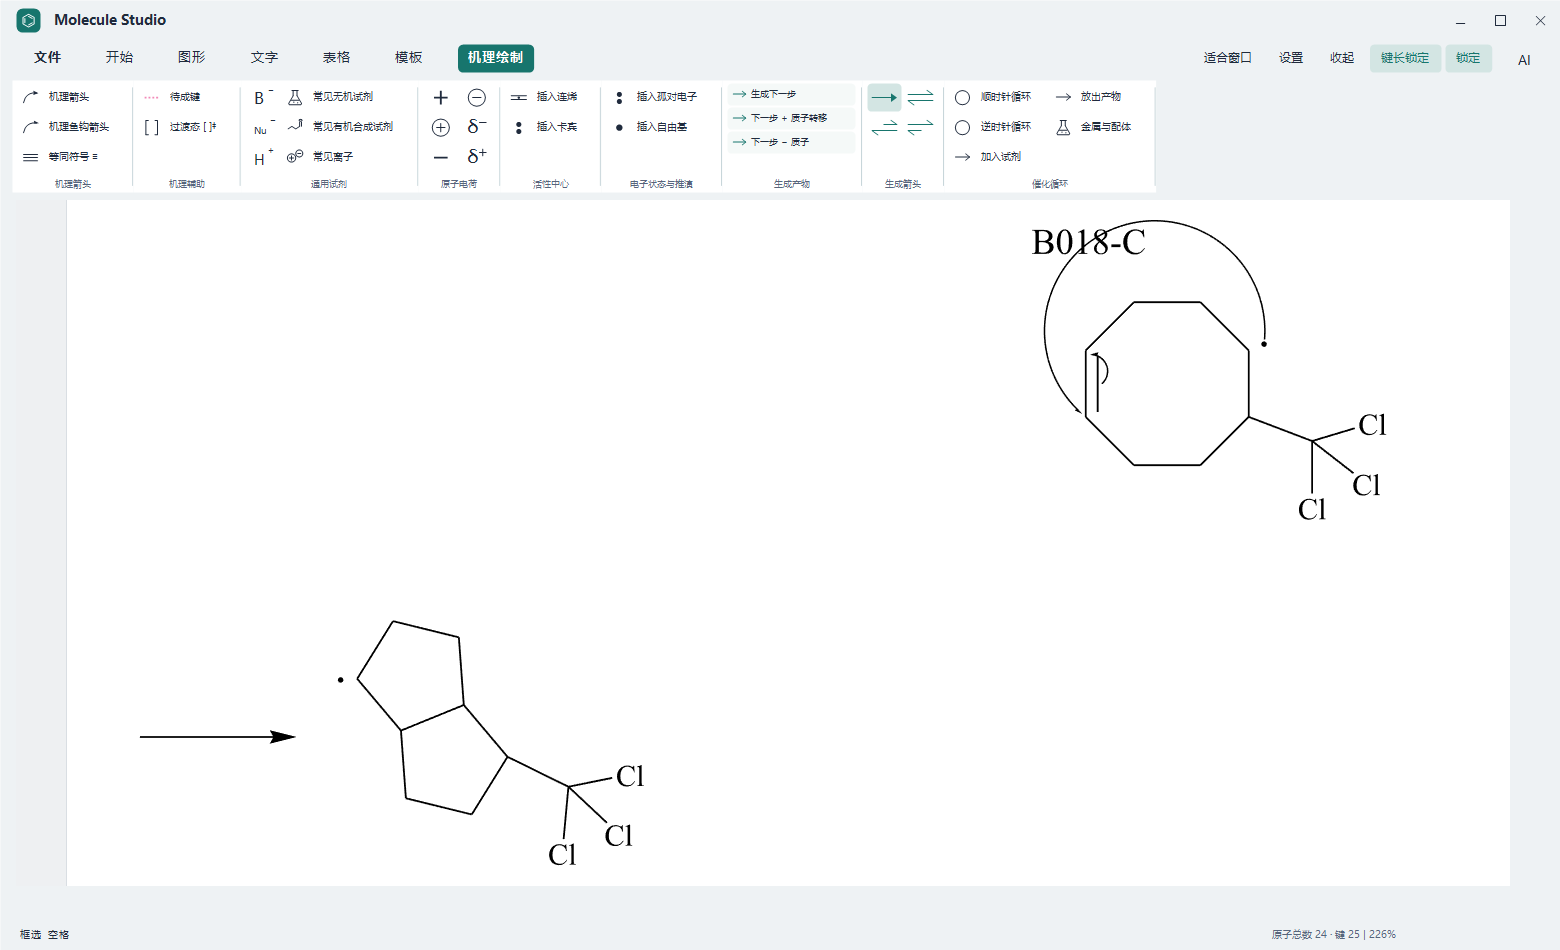 Molecule Studio
文件 开始 图形 文字 表格 模板 机理绘制 适合窗口 设置 收起 键长锁定 锁定 AI
机理箭头
机理鱼钩箭头
等同符号 ≡
机理箭头
待成键
过渡态 [ ]‡
机理辅助
B⁻ 常见无机试剂
Nu⁻ 常见有机合成试剂
H⁺ 常见离子
通用试剂
δ⁻
δ⁺
原子电荷
插入连烯
插入卡宾
活性中心
插入孤对电子
插入自由基
电子状态与推演
生成下一步
下一步 + 质子转移
下一步 − 质子
生成产物
生成箭头
顺时针循环 放出产物
逆时针循环 金属与配体
加入试剂
催化循环
B018-C
Cl
Cl
Cl
Cl
Cl
Cl
框选 空格
原子总数 24 · 键 25 | 226%